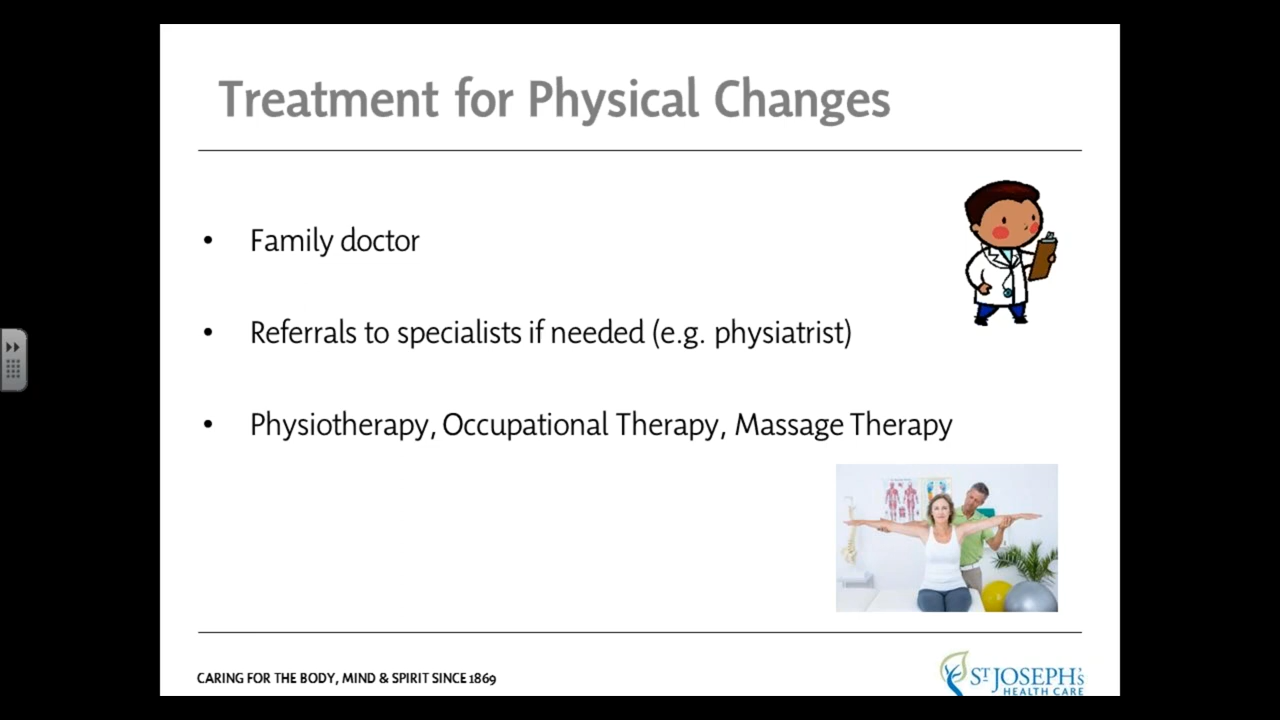 Treatment for Physical Changes
• Family doctor
• Referrals to specialists if needed (e.g. physiatrist)
• Physiotherapy, Occupational Therapy, Massage Therapy
CARING FOR THE BODY, MIND & SPIRIT SINCE 1869
ST JOSEPH'S
HEALTH CARE